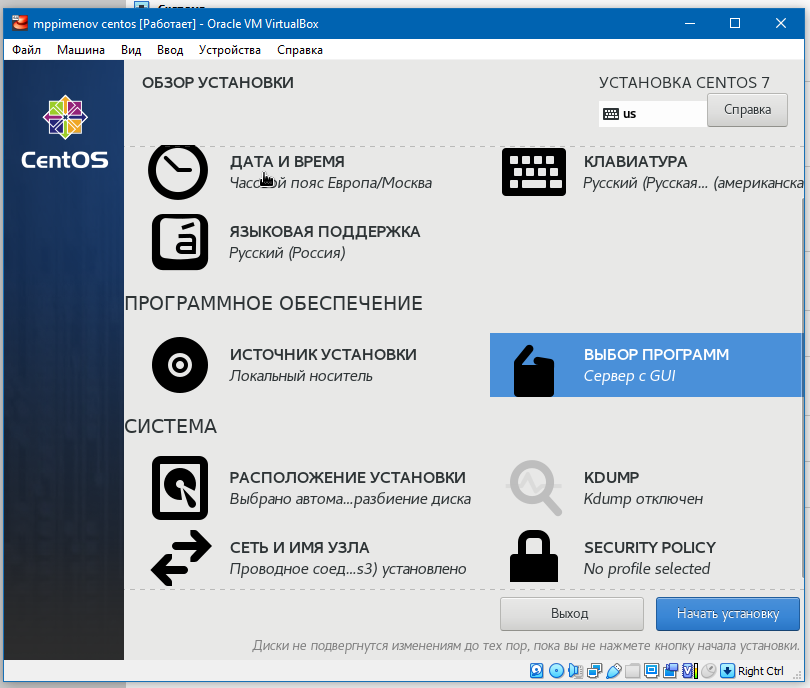 mppimenov centos [Работает] - Oracle VM VirtualBox
Файл Машина Вид Ввод Устройства Справка
ОБЗОР УСТАНОВКИ
УСТАНОВКА CENTOS 7
us
Справка
CentOS
ДАТА И ВРЕМЯ
Часовой пояс Европа/Москва
КЛАВИАТУРА
Русский (Русская... (американска
ЯЗЫКОВАЯ ПОДДЕРЖКА
Русский (Россия)
ПРОГРАММНОЕ ОБЕСПЕЧЕНИЕ
ИСТОЧНИК УСТАНОВКИ
Локальный носитель
ВЫБОР ПРОГРАММ
Сервер с GUI
СИСТЕМА
РАСПОЛОЖЕНИЕ УСТАНОВКИ
Выбрано автома...разбиение диска
KDUMP
Kdump отключен
СЕТЬ И ИМЯ УЗЛА
Проводное соед...s3) установлено
SECURITY POLICY
No profile selected
Выход
Начать установку
Диски не подвергнутся изменениям до тех пор, пока вы не нажмете кнопку начала установки.
Right Ctrl